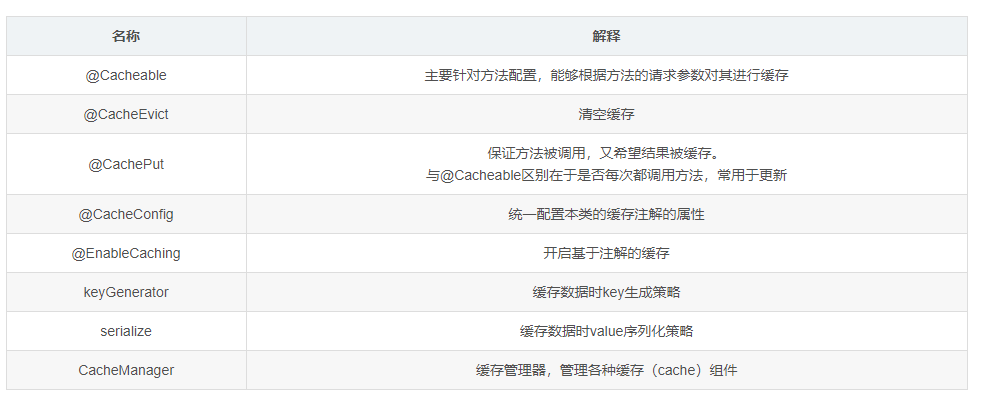 名称 解释
@Cacheable 主要针对方法配置，能够根据方法的请求参数对其进行缓存
@CacheEvict 清空缓存
@CachePut 保证方法被调用，又希望结果被缓存。
与@Cacheable区别在于是否每次都调用方法，常用于更新
@CacheConfig 统一配置本类的缓存注解的属性
@EnableCaching 开启基于注解的缓存
keyGenerator 缓存数据时key生成策略
serialize 缓存数据时value序列化策略
CacheManager 缓存管理器，管理各种缓存（cache）组件